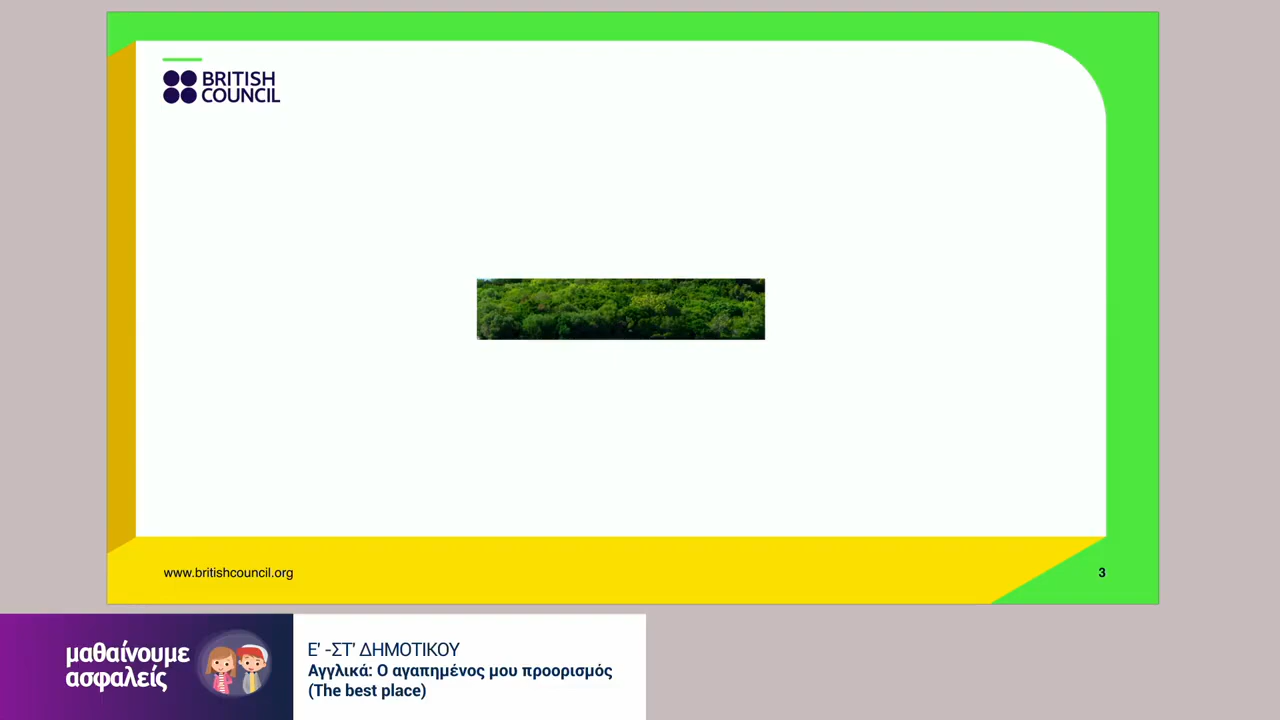 BRITISH
COUNCIL
www.britishcouncil.org
3
μαθαίνουμε
ασφαλείς
Ε' -ΣΤ' ΔΗΜΟΤΙΚΟΥ
Αγγλικά: Ο αγαπημένος μου προορισμός
(The best place)